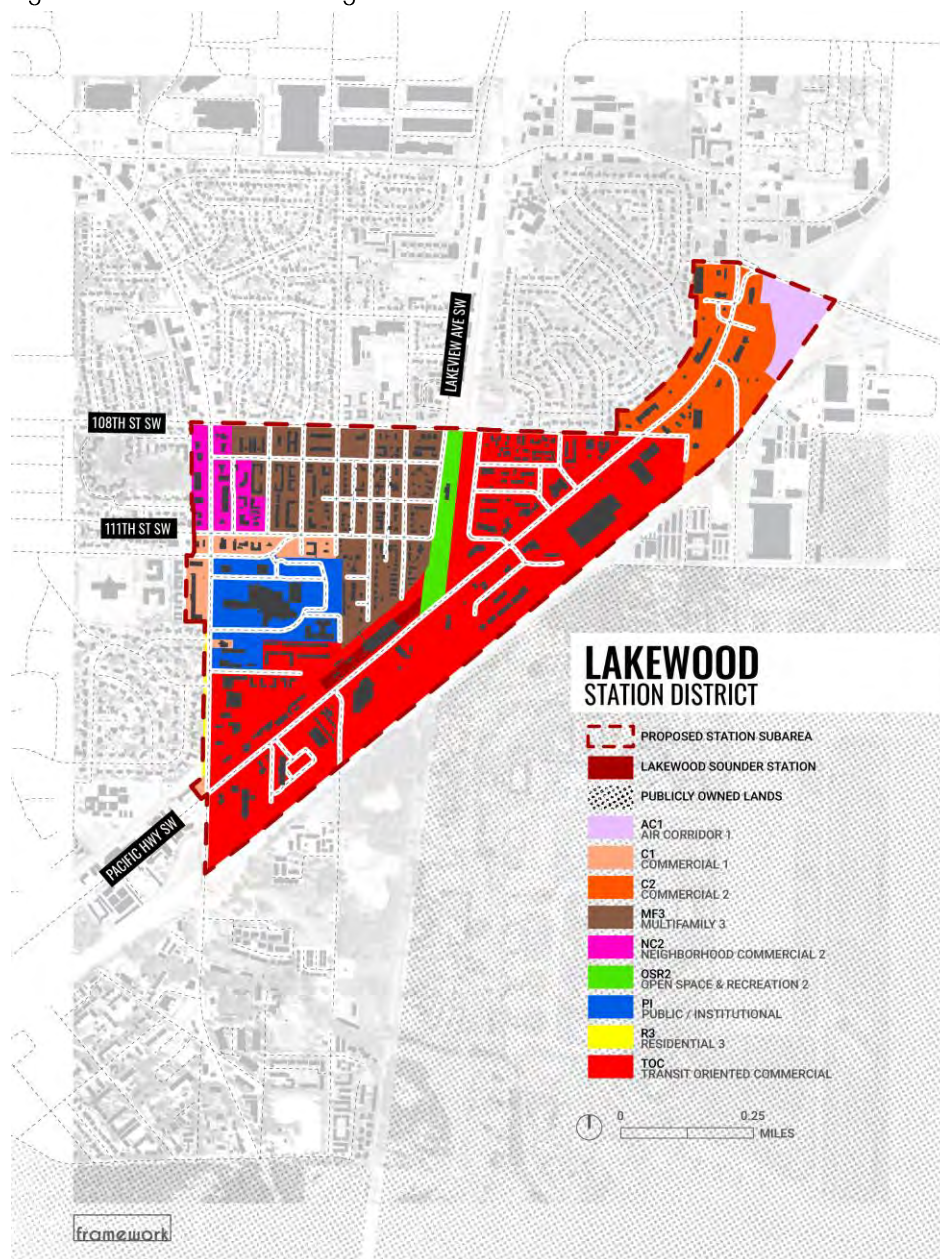 LAKEVIEW AVE SW
108TH ST SW
111TH ST SW
PACIFIC HWY SW
LAKEWOOD
STATION DISTRICT
PROPOSED STATION SUBAREA
LAKEWOOD SOUNDER STATION
PUBLICLY OWNED LANDS
AC1
AIR CORRIDOR 1
C1
COMMERCIAL 1
C2
COMMERCIAL 2
MF3
MULTIFAMILY 3
NC2
NEIGHBORHOOD COMMERCIAL 2
OSR2
OPEN SPACE & RECREATION 2
PI
PUBLIC / INSTITUTIONAL
R3
RESIDENTIAL 3
TOC
TRANSIT ORIENTED COMMERCIAL
0 0.25
MILES
framework